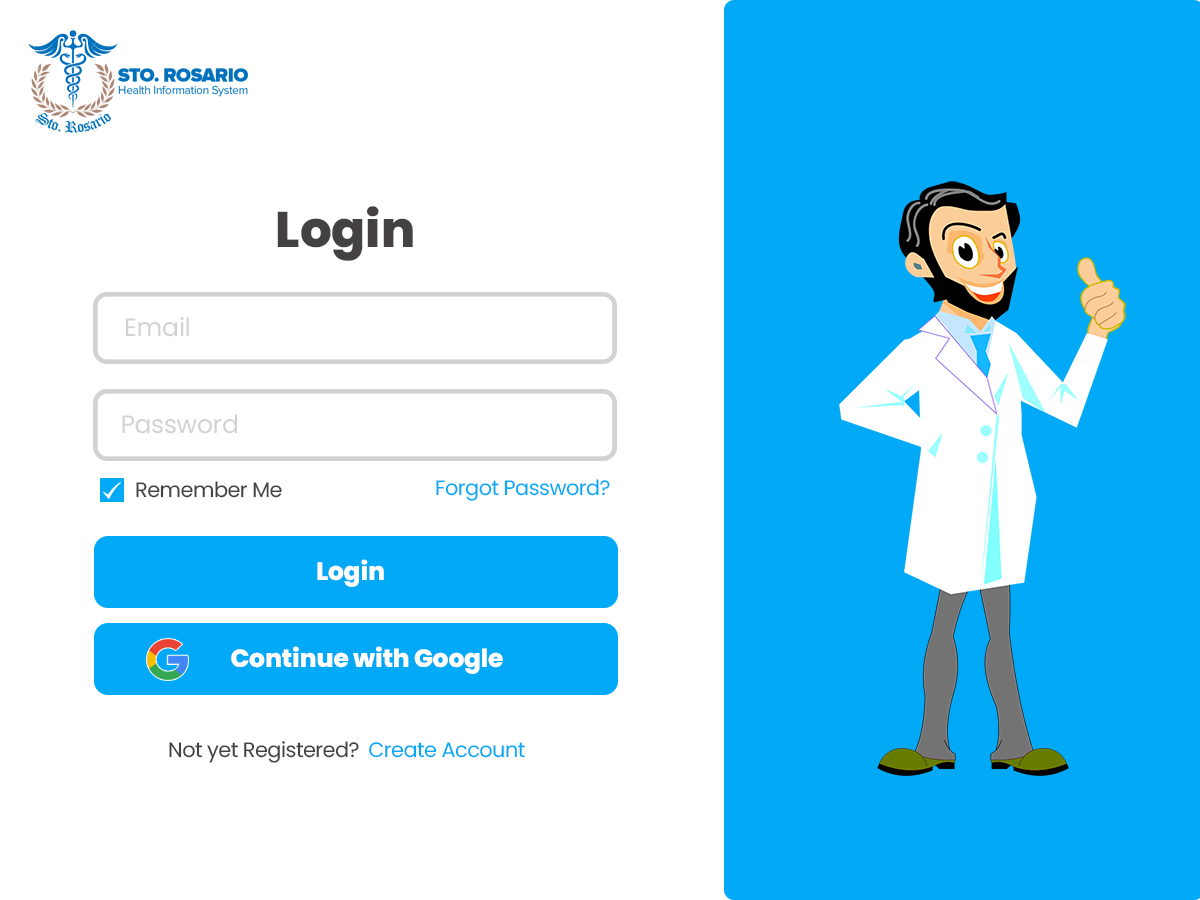 STO. ROSARIO
Health Information System
Sto. Rosario
Login
Email
Password
Remember Me
Forgot Password?
Login
Continue with Google
Not yet Registered? Create Account